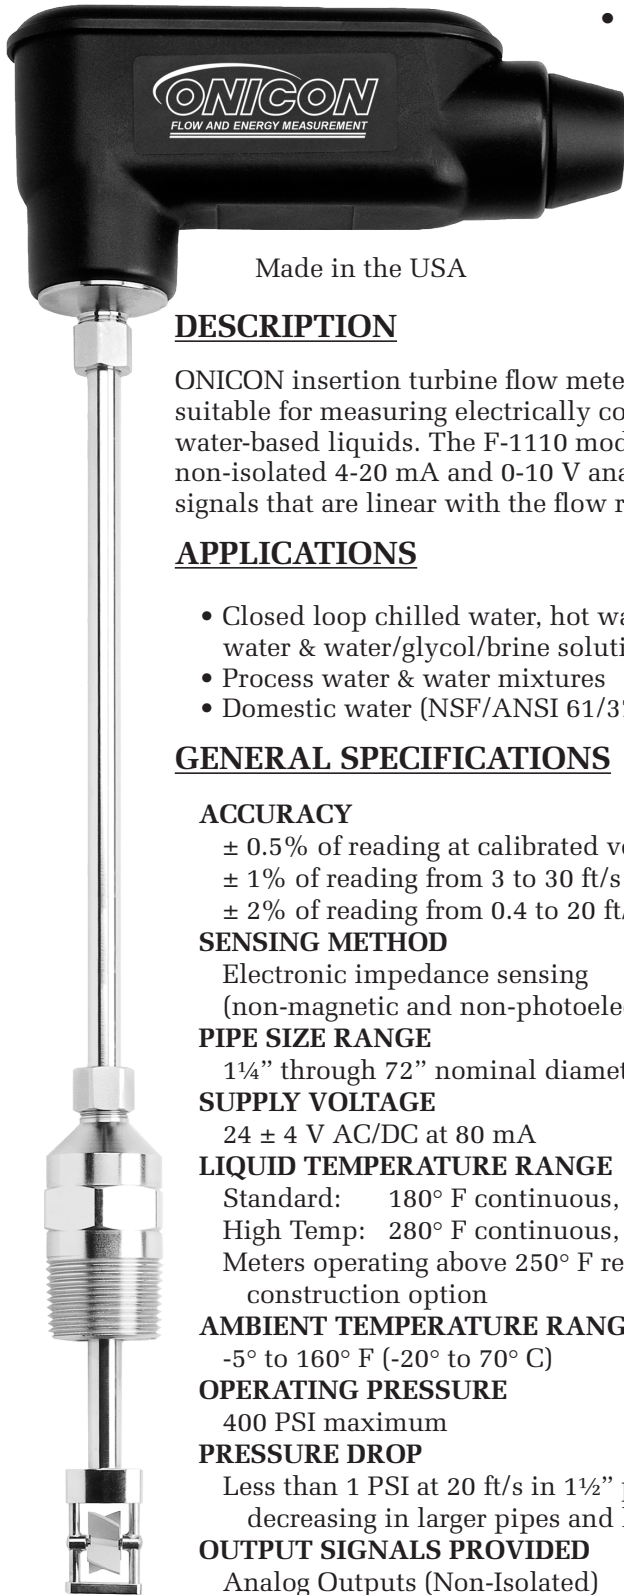 ONICON
FLOW AND ENERGY MEASUREMENT
•
Made in the USA
DESCRIPTION
ONICON insertion turbine flow mete
suitable for measuring electrically co
water-based liquids. The F-1110 mod
non-isolated 4-20 mA and 0-10 V ana
signals that are linear with the flow r
APPLICATIONS
• Closed loop chilled water, hot wa
water & water/glycol/brine soluti
• Process water & water mixtures
• Domestic water (NSF/ANSI 61/37
GENERAL SPECIFICATIONS
ACCURACY
± 0.5% of reading at calibrated ve
± 1% of reading from 3 to 30 ft/s
± 2% of reading from 0.4 to 20 ft/
SENSING METHOD
Electronic impedance sensing
(non-magnetic and non-photoele
PIPE SIZE RANGE
1¼” through 72” nominal diamet
SUPPLY VOLTAGE
24 ± 4 V AC/DC at 80 mA
LIQUID TEMPERATURE RANGE
Standard: 180° F continuous,
High Temp: 280° F continuous,
Meters operating above 250° F re
construction option
AMBIENT TEMPERATURE RANG
-5° to 160° F (-20° to 70° C)
OPERATING PRESSURE
400 PSI maximum
PRESSURE DROP
Less than 1 PSI at 20 ft/s in 1½” p
decreasing in larger pipes and
OUTPUT SIGNALS PROVIDED
Analog Outputs (Non-Isolated)